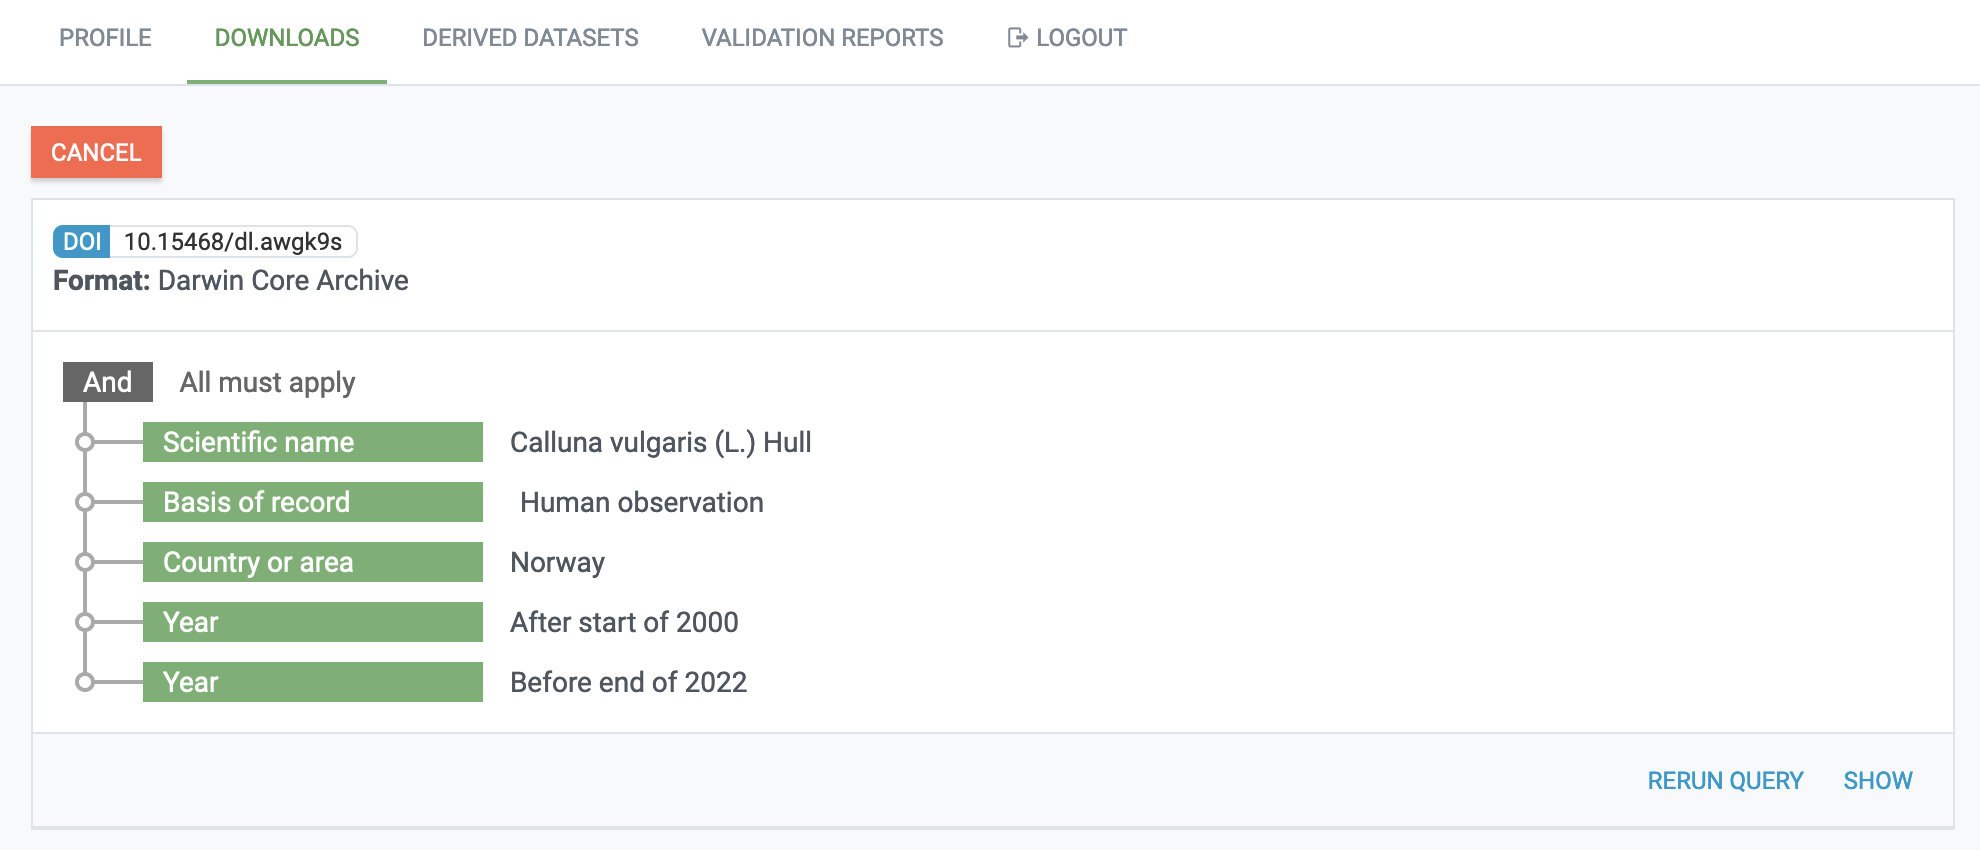 PROFILE DOWNLOADS DERIVED DATASETS VALIDATION REPORTS LOGOUT
CANCEL
DOI 10.15468/dl.awgk9s
Format: Darwin Core Archive
And All must apply
Scientific name Calluna vulgaris (L.) Hull
Basis of record Human observation
Country or area Norway
Year After start of 2000
Year Before end of 2022
RERUN QUERY SHOW